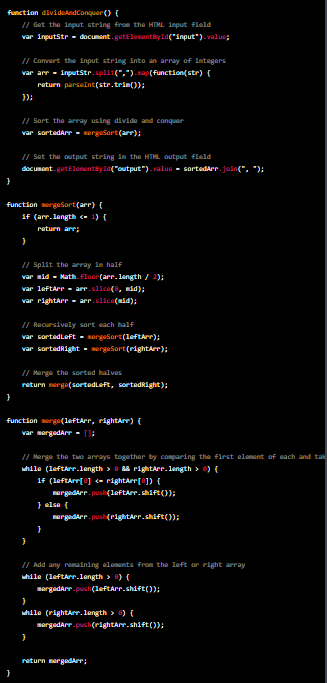 function divideAndConquer() {
    // Get the input string from the HTML input field
    var inputStr = document.getElementById("input").value;

    // Convert the input string into an array of integers
    var arr = inputStr.split(",").map(function(str) {
        return parseInt(str.trim());
    });

    // Sort the array using divide and conquer
    var sortedArr = mergeSort(arr);

    // Set the output string in the HTML output field
    document.getElementById("output").value = sortedArr.join(", ");
}

function mergeSort(arr) {
    if (arr.length <= 1) {
        return arr;
    }

    // Split the array in half
    var mid = Math.floor(arr.length / 2);
    var leftArr = arr.slice(0, mid);
    var rightArr = arr.slice(mid);

    // Recursively sort each half
    var sortedLeft = mergeSort(leftArr);
    var sortedRight = mergeSort(rightArr);

    // Merge the sorted halves
    return merge(sortedLeft, sortedRight);
}

function merge(leftArr, rightArr) {
    var mergedArr = [];

    // Merge the two arrays together by comparing the first element of each and tak
    while (leftArr.length > 0 && rightArr.length > 0) {
        if (leftArr[0] <= rightArr[0]) {
            mergedArr.push(leftArr.shift());
        } else {
            mergedArr.push(rightArr.shift());
        }
    }

    // Add any remaining elements from the left or right array
    while (leftArr.length > 0) {
        mergedArr.push(leftArr.shift());
    }
    while (rightArr.length > 0) {
        mergedArr.push(rightArr.shift());
    }

    return mergedArr;
}